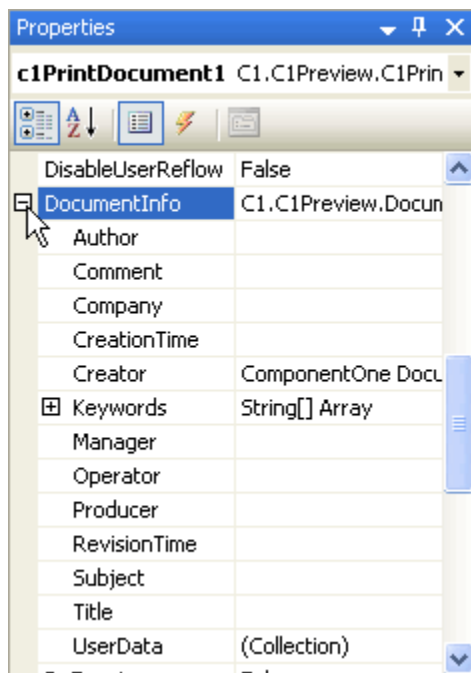 Properties
c1PrintDocument1 C1.C1Preview.C1Prin
A
Z
DisableUserReflow False
DocumentInfo C1.C1Preview.Docun
Author
Comment
Company
CreationTime
Creator ComponentOne Docu
Keywords String[] Array
Manager
Operator
Producer
RevisionTime
Subject
Title
UserData (Collection)